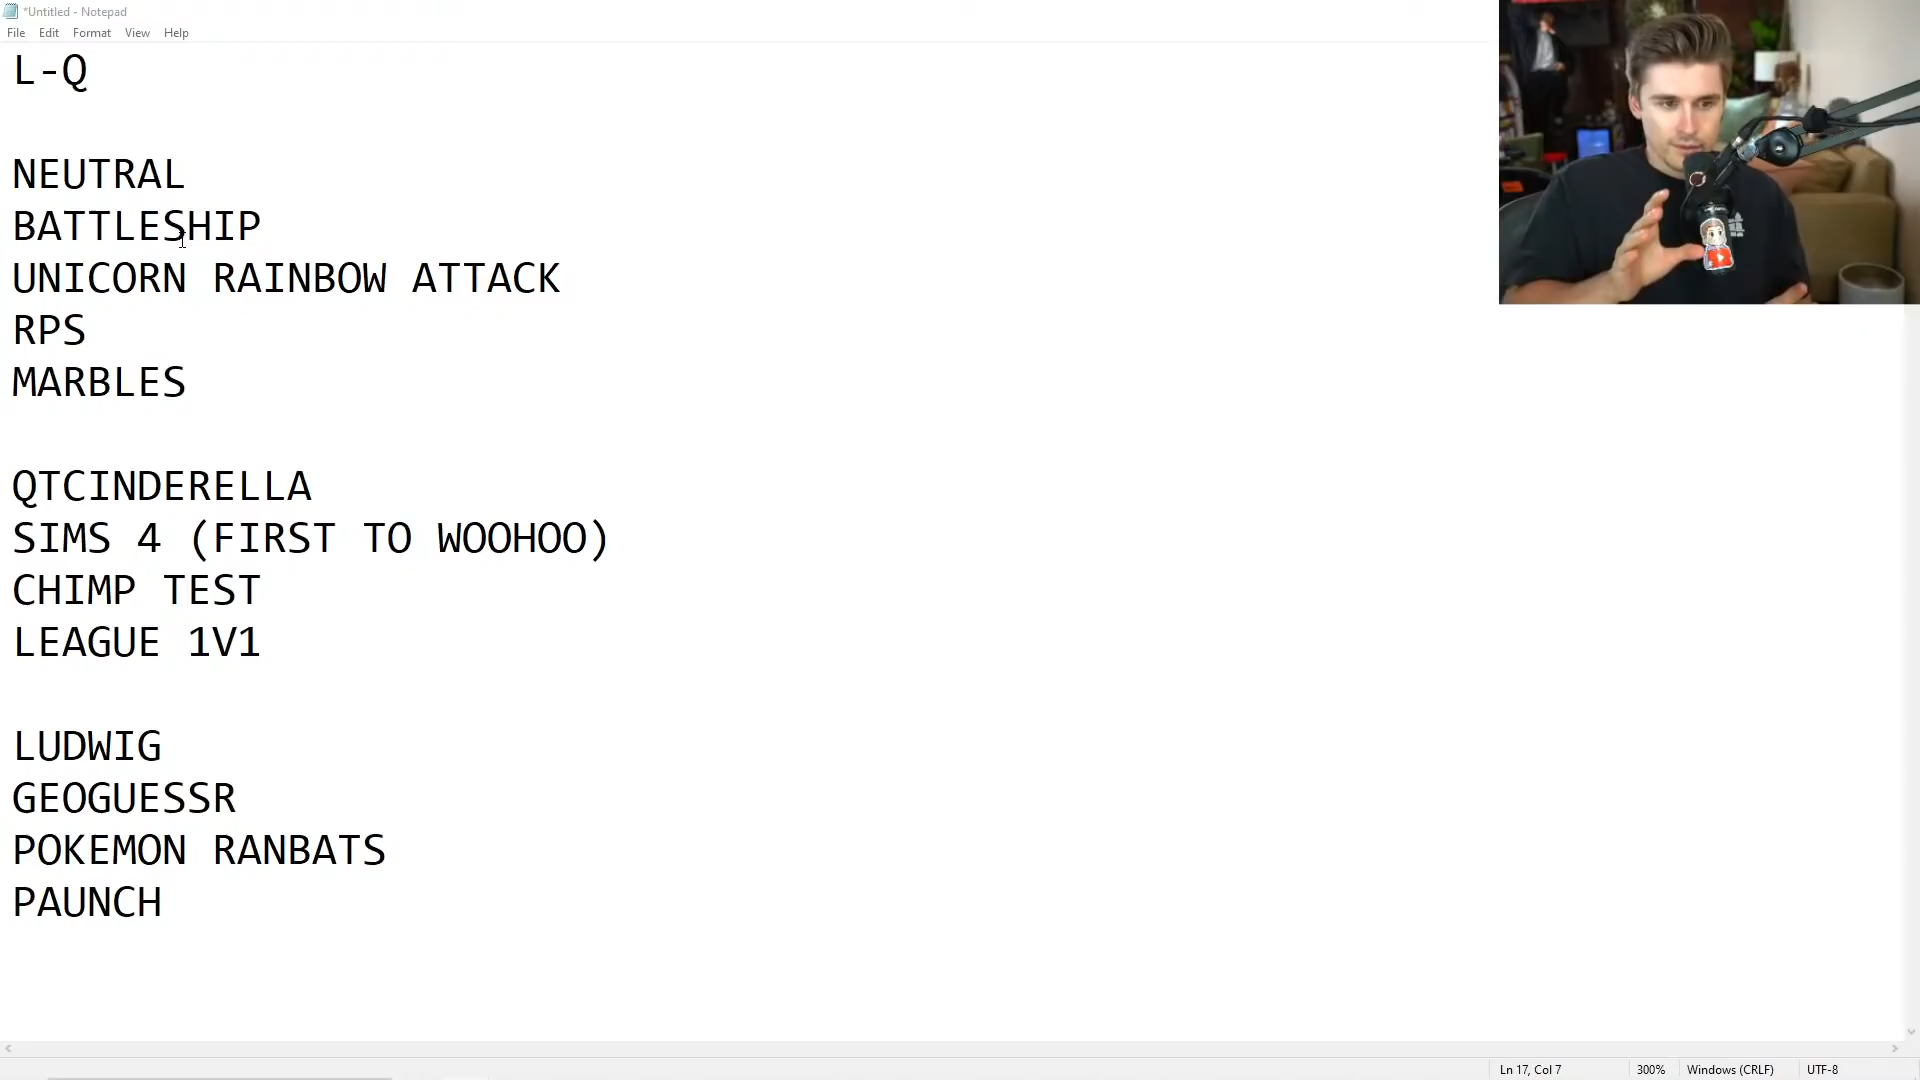 *Untitled - Notepad
File Edit Format View Help
L-Q
NEUTRAL
BATTLESHIP
UNICORN RAINBOW ATTACK
RPS
MARBLES
QTCINDERELLA
SIMS 4 (FIRST TO WOOHOO)
CHIMP TEST
LEAGUE 1V1
LUDWIG
GEOGUESSR
POKEMON RANBATS
PAUNCH
Ln 17, Col 7 300% Windows (CRLF) UTF-8